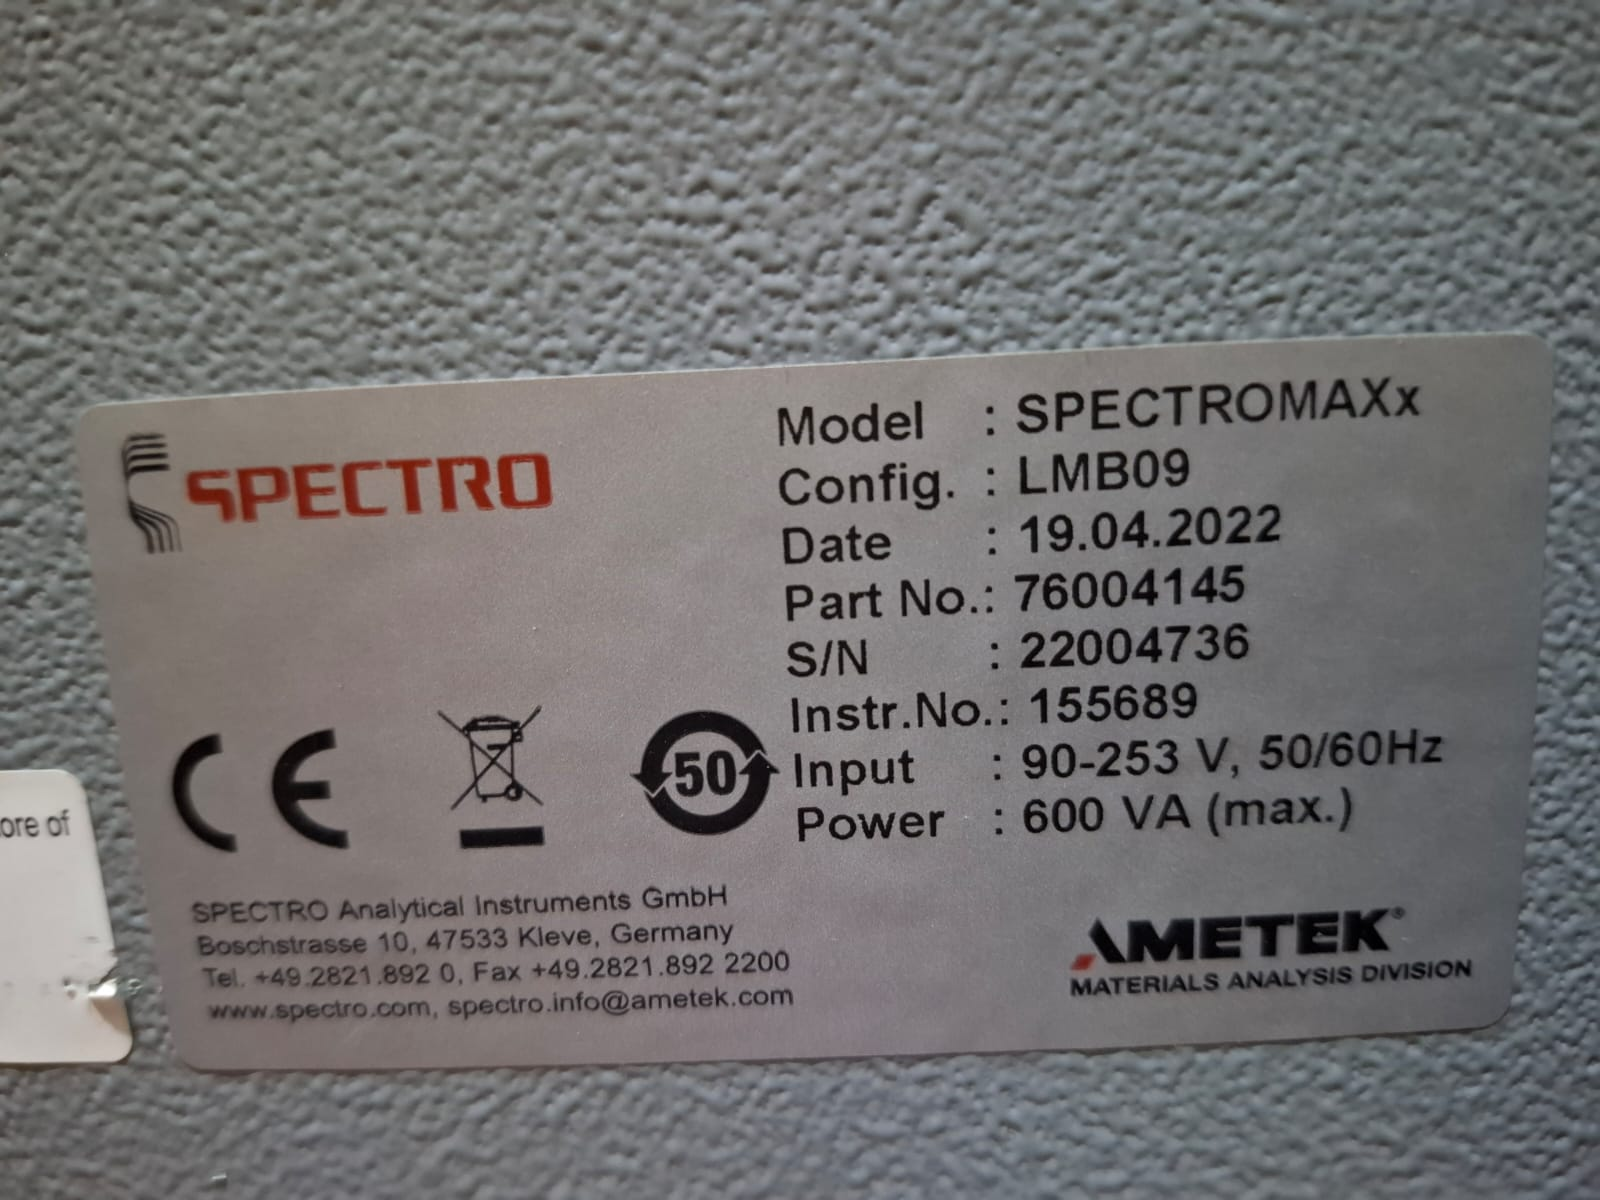 SPECTRO
Model : SPECTROMAXx
Config. : LMB09
Date : 19.04.2022
Part No.: 76004145
S/N : 22004736
Instr.No.: 155689
Input : 90-253 V, 50/60Hz
Power : 600 VA (max.)
CE
50
SPECTRO Analytical Instruments GmbH
Boschstrasse 10, 47533 Kleve, Germany
Tel. +49.2821.892 0, Fax +49.2821.892 2200
www.spectro.com, spectro.info@ametek.com
AMETEK®
MATERIALS ANALYSIS DIVISION
ore of